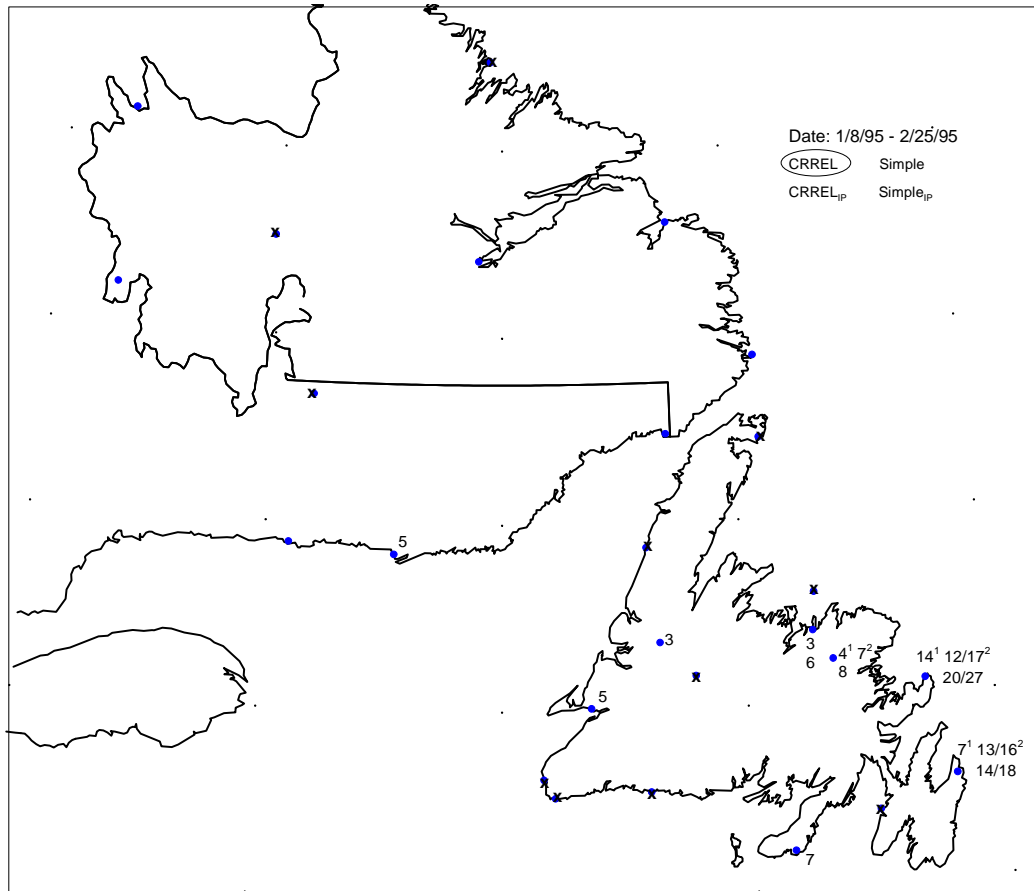 Date: 1/8/95 - 2/25/95
CRREL Simple
CRREL_IP Simple_IP
X
X
X
X
5
X
X
3
3
6
4¹ 7²
8
14¹ 12/17²
20/27
X
5
7¹ 13/16²
14/18
X
X
X
X
7